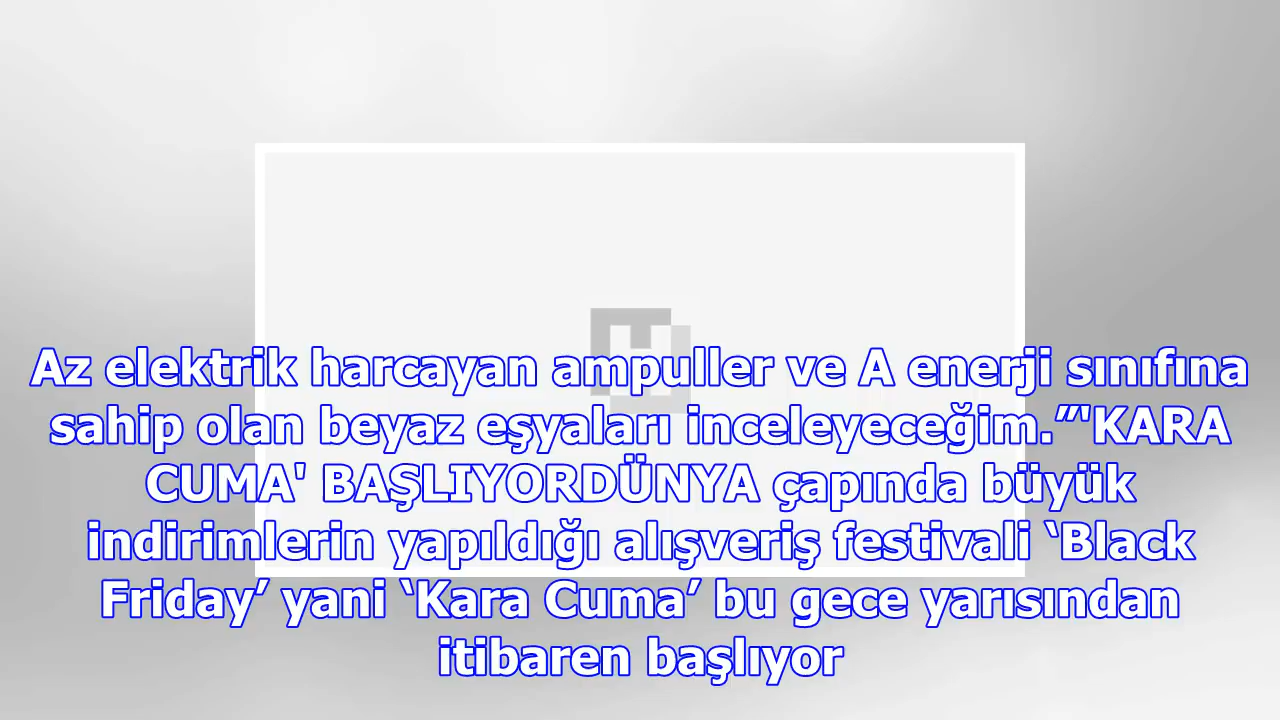 Az elektrik harcayan ampuller ve A enerji sınıfına
sahip olan beyaz eşyaları inceleyeceğim.”'KARA
CUMA' BAŞLIYORDÜNYA çapında büyük
indirimlerin yapıldığı alışveriş festivali ‘Black
Friday’ yani ‘Kara Cuma’ bu gece yarısından
itibaren başlıyor